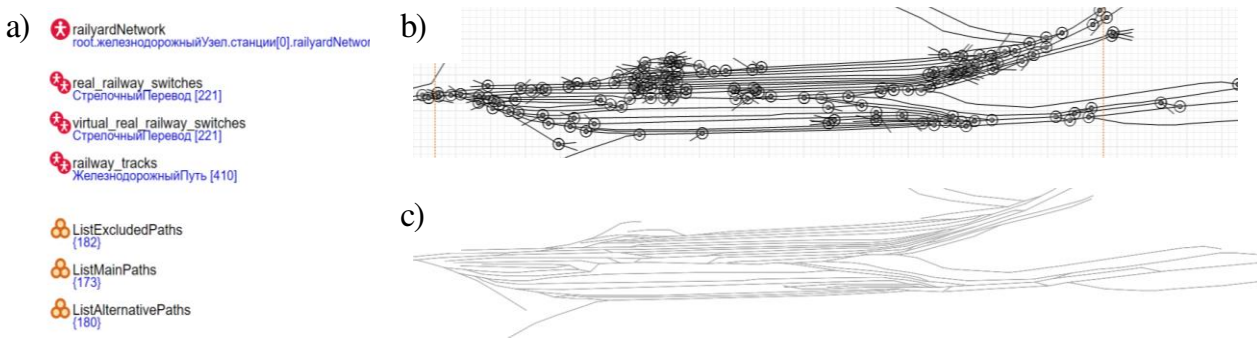 a)
railyardNetwork
root.железнодорожныйУзел.станции[0].railyardNetwor
real_railway_switches
СтрелочныйПеревод [221]
virtual_real_railway_switches
СтрелочныйПеревод [221]
railway_tracks
ЖелезнодорожныйПуть [410]
ListExcludedPaths
{182}
ListMainPaths
{173}
ListAlternativePaths
{180}
b)
c)